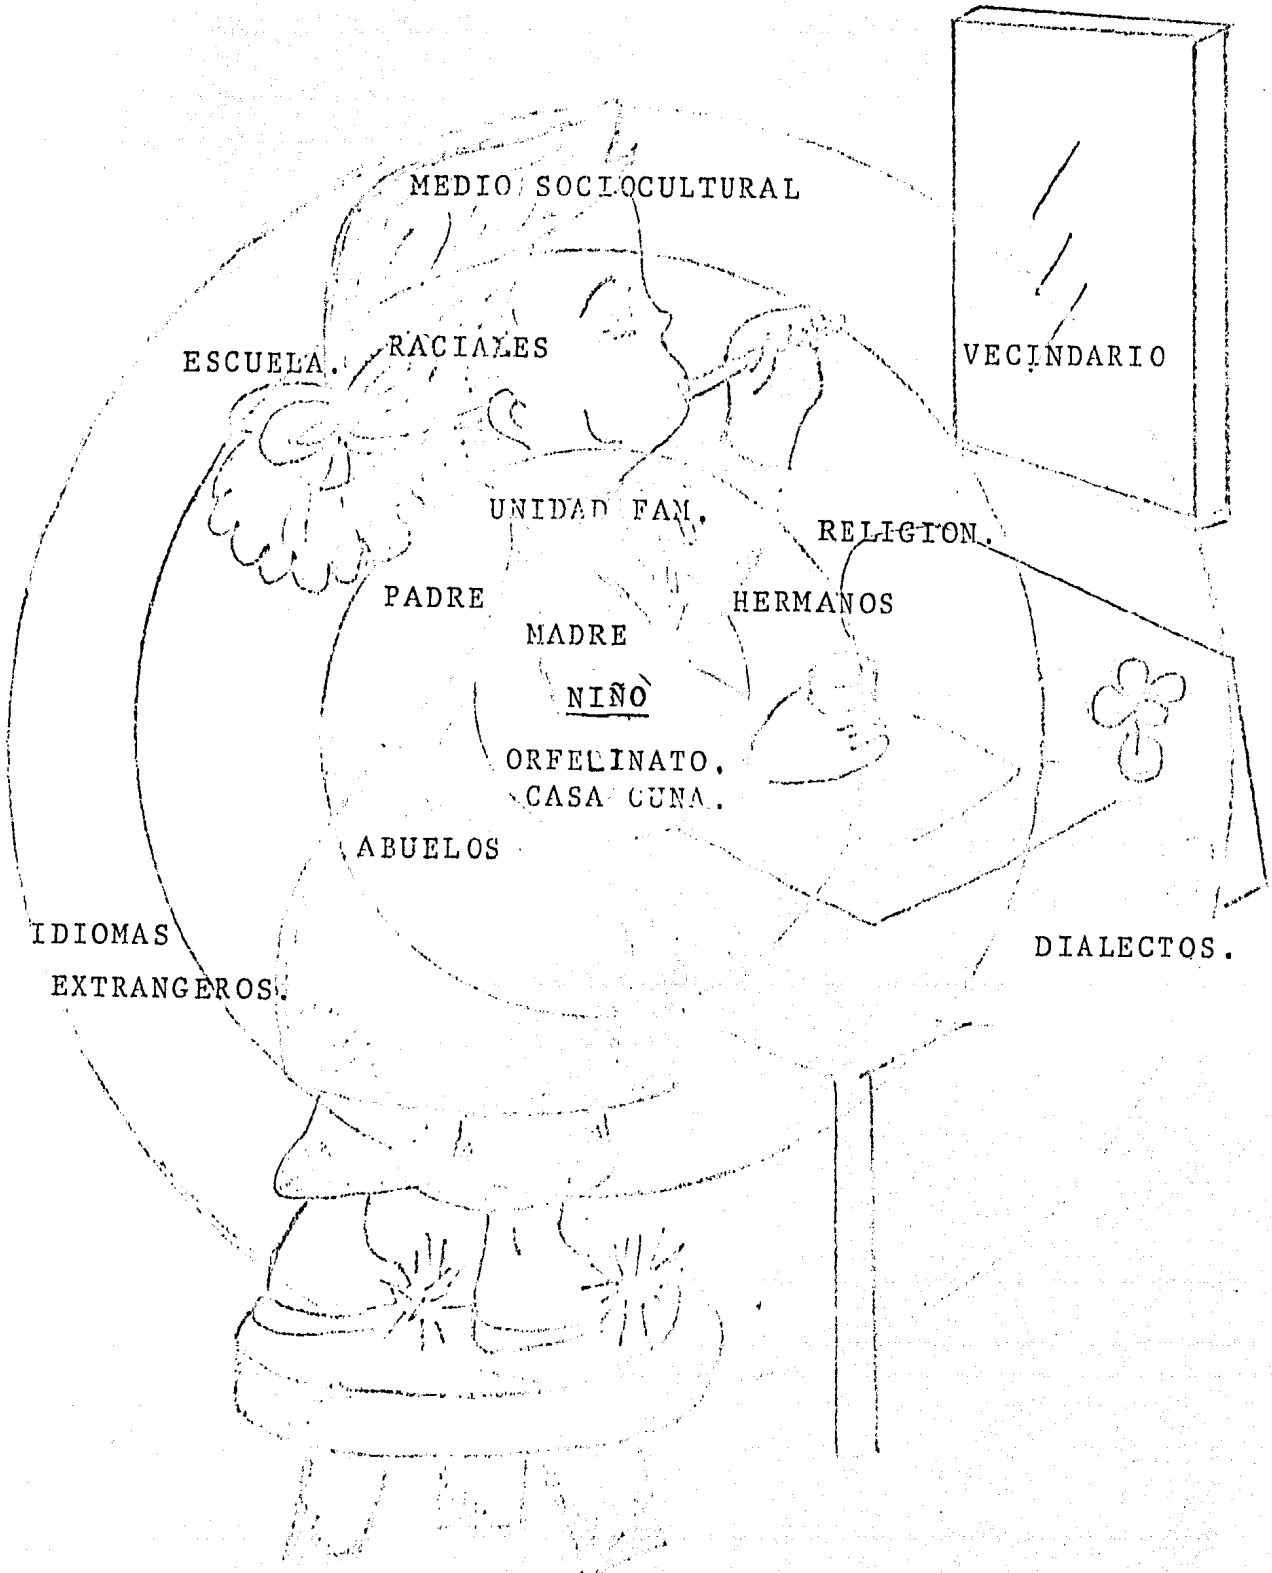 MEDIO SOCIOCULTURAL
ESCUELA. RACIALES VECINDARIO
UNIDAD FAM.
RELIGION.
PADRE HERMANOS
MADRE
NIÑO
ORFELINATO.
CASA CUNA.
ABUELOS
IDIOMAS
DIALECTOS.
EXTRANGEROS.